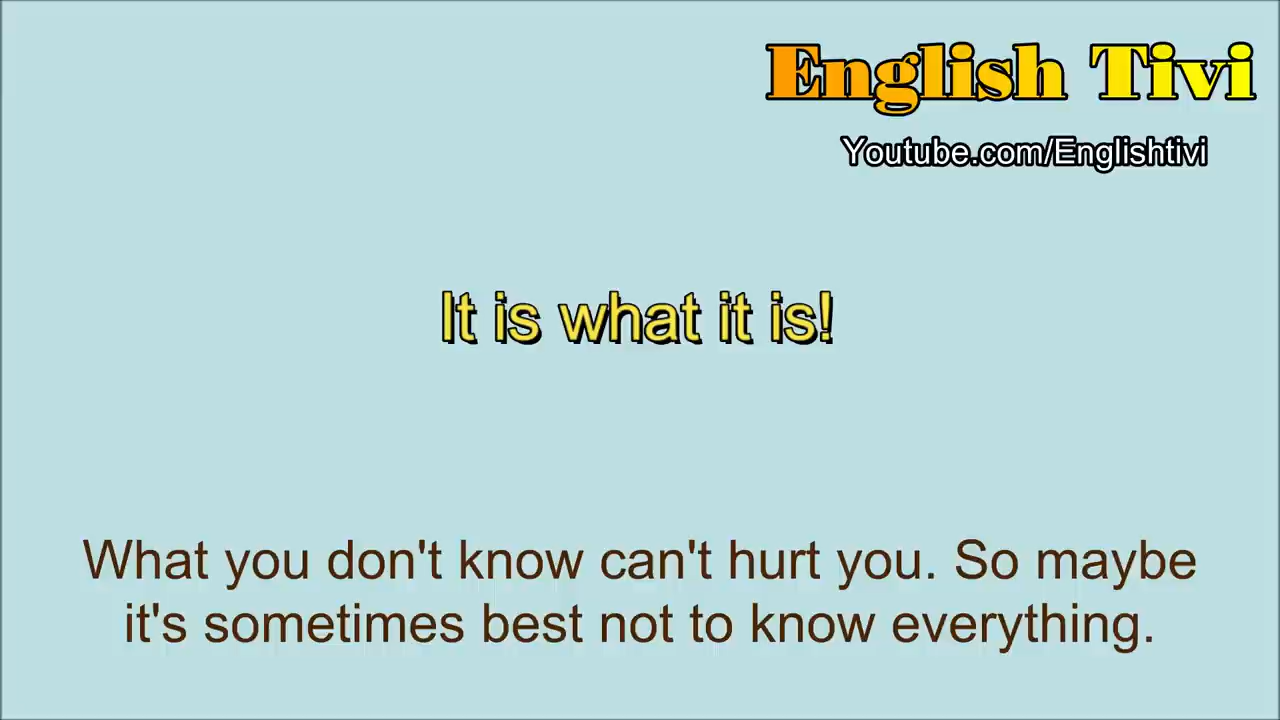 English Tivi
Youtube.com/Englishtivi
It is what it is!
What you don't know can't hurt you. So maybe
it's sometimes best not to know everything.